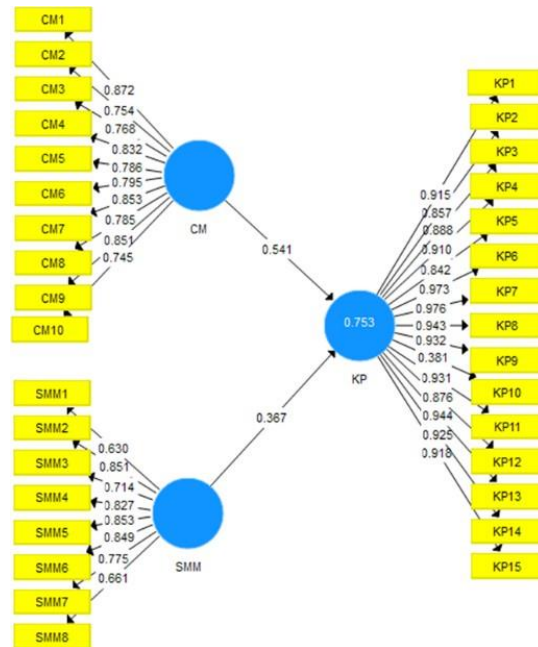 CM1
CM2
CM3
CM4
CM5
CM6
CM7
CM8
CM9
CM10
0.872
0.754
0.768
0.832
0.786
0.795
0.853
0.785
0.851
0.745
CM
SMM1
SMM2
SMM3
SMM4
SMM5
SMM6
SMM7
SMM8
0.630
0.851
0.714
0.827
0.853
0.849
0.775
0.661
SMM
0.541
0.367
0.753
KP
0.915
0.857
0.888
0.910
0.842
0.973
0.976
0.943
0.932
0.381
0.931
0.876
0.944
0.925
0.918
KP1
KP2
KP3
KP4
KP5
KP6
KP7
KP8
KP9
KP10
KP11
KP12
KP13
KP14
KP15